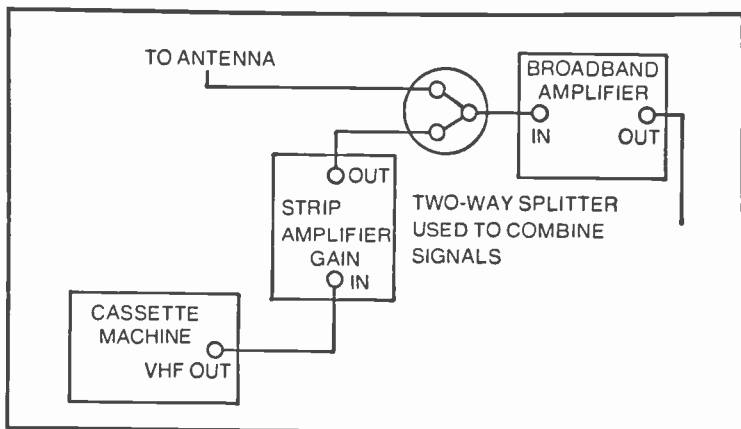 TO ANTENNA
BROADBAND
AMPLIFIER
IN
OUT
OUT
STRIP
AMPLIFIER
GAIN
IN
TWO-WAY SPLITTER
USED TO COMBINE
SIGNALS
CASSETTE
MACHINE
VHF OUT